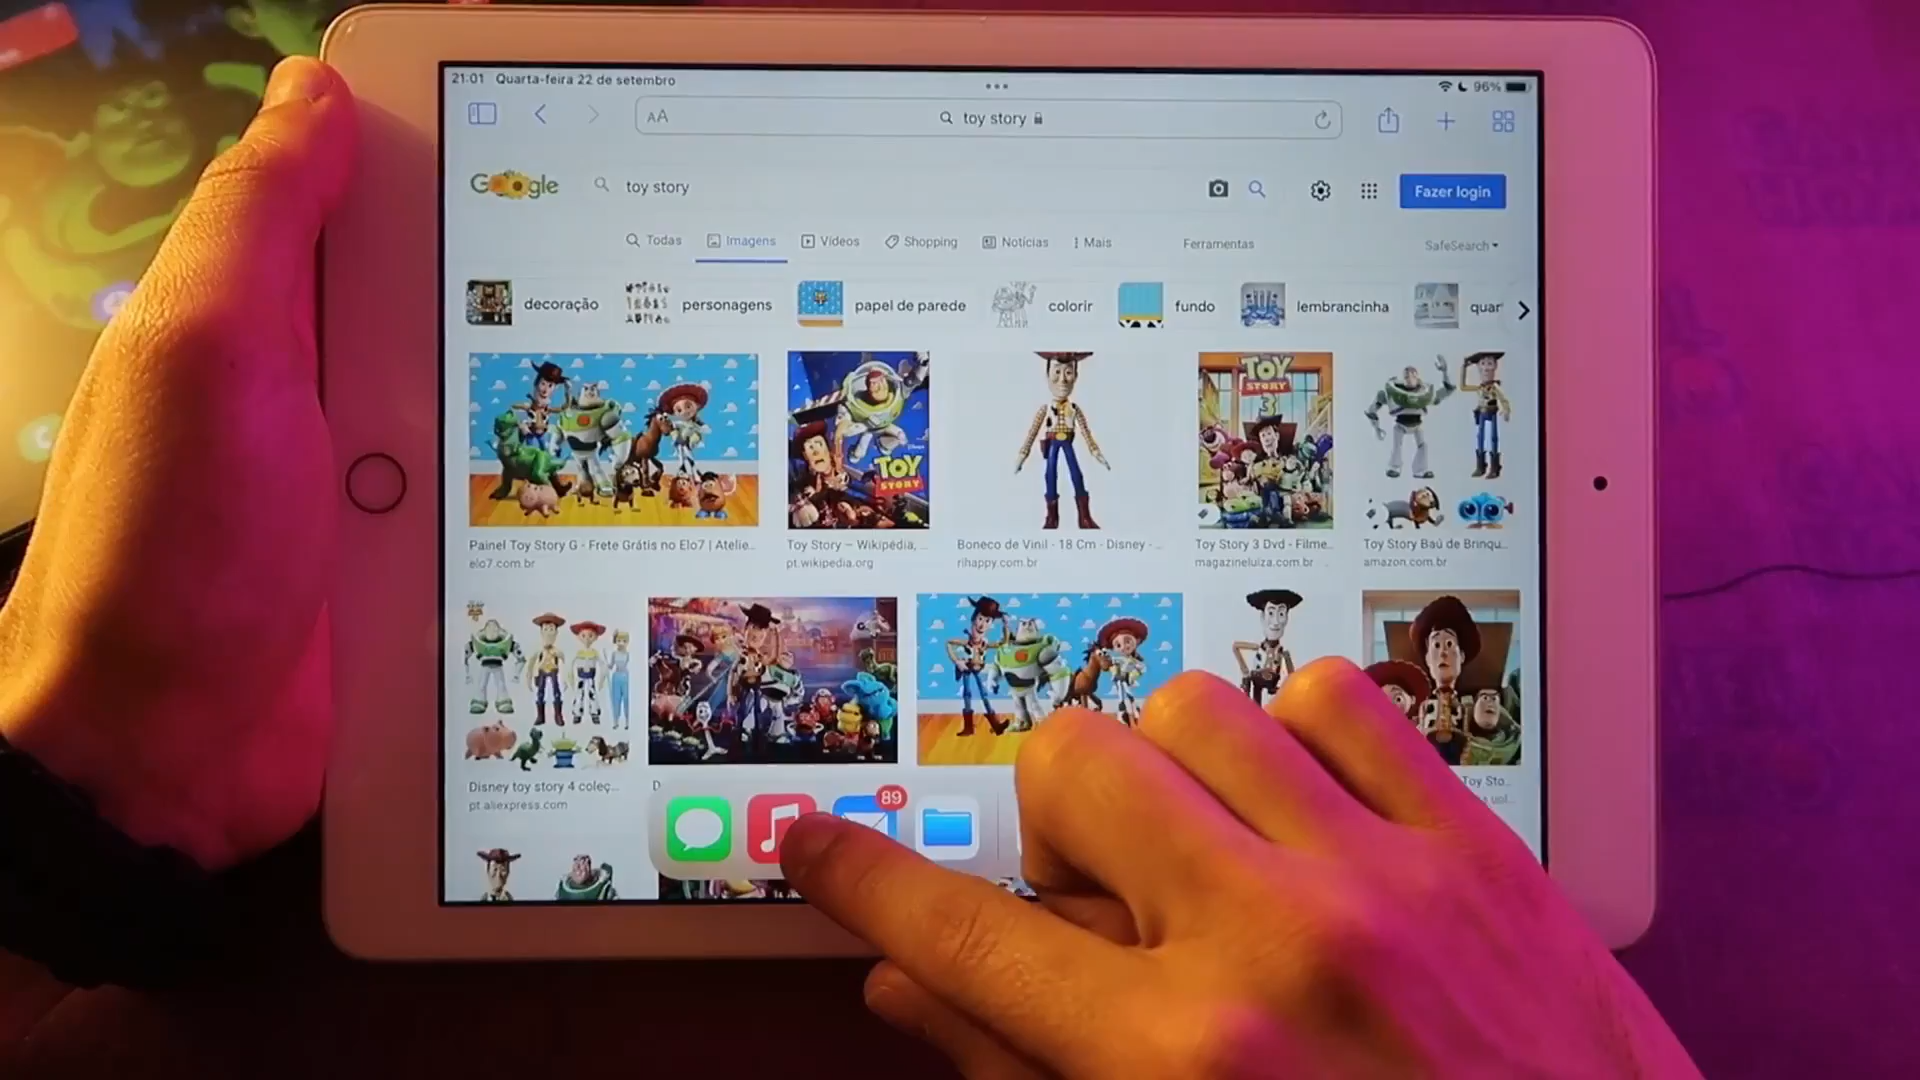 21:01 Quarta-feira 22 de setembro
96%
AA
toy story
Google
toy story
Fazer login
Todas
Imagens
Vídeos
Shopping
Notícias
Mais
Ferramentas
SafeSearch
decoração
personagens
papel de parede
colorir
fundo
lembrancinha
quar
TOY STORY
TOY STORY 3
Painel Toy Story G - Frete Grátis no Elo7 | Atelie...
elo7.com.br
Toy Story – Wikipédia, ...
pt.wikipedia.org
Boneco de Vinil - 18 Cm - Disney - ...
rihappy.com.br
Toy Story 3 Dvd - Filme...
magazineluiza.com.br
Toy Story Baú de Brinqu...
amazon.com.br
Disney toy story 4 coleç...
pt.aliexpress.com
D
Toy Sto...
uol...
89